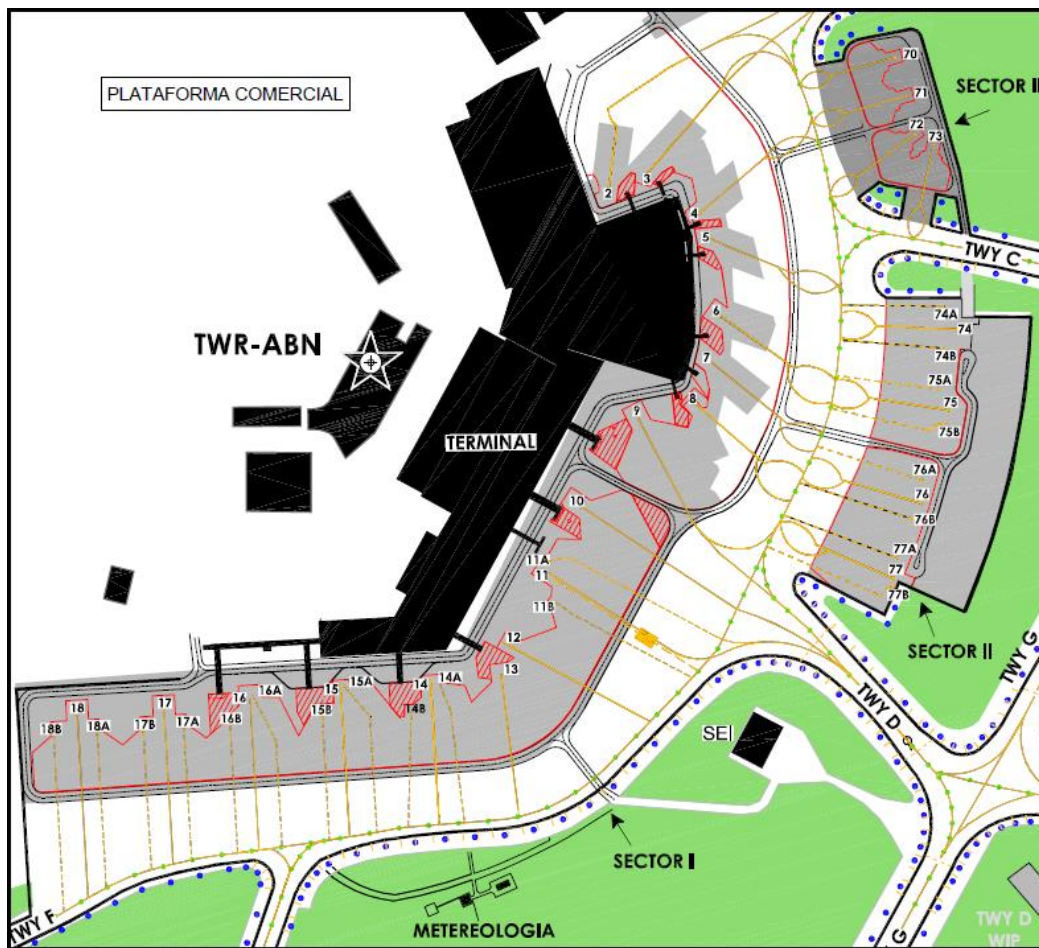 PLATAFORMA COMERCIAL
70
SECTOR II
71
72
73
2
3
4
5
TWY C
6
74A
74
TWR-ABN
74B
7
75A
8
75
9
75B
TERMINAL
76A
76
10
76B
11A
77A
11
77
11B
77B
12
SECTOR II
13
TWY G
14
14A
14B
15
15A
15B
16
16A
16B
17
17A
17B
18
18A
18B
TWY D
SEI
SECTOR I
METEREOLOGIA
TWY F
G
TWY D
WIP